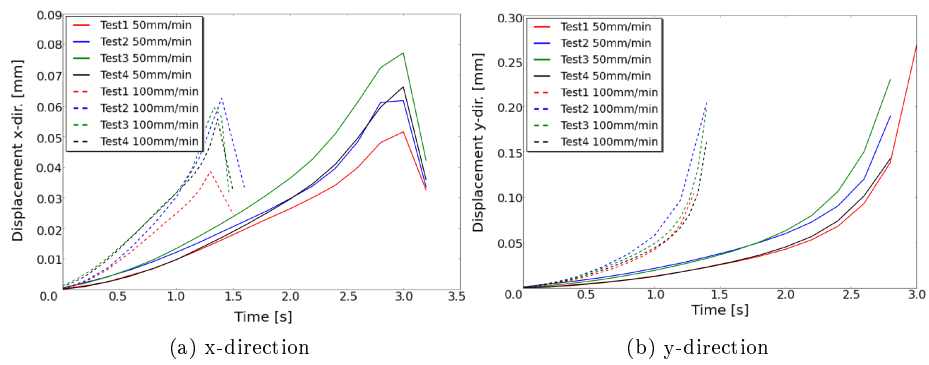 0.09
0.08
0.07
0.06
0.05
0.04
0.03
0.02
0.01
0.0
0.5
1.0
1.5
2.0
2.5
3.0
3.5
Displacement x-dir. [mm]
Time [s]
Test1 50mm/min
Test2 50mm/min
Test3 50mm/min
Test4 50mm/min
Test1 100mm/min
Test2 100mm/min
Test3 100mm/min
Test4 100mm/min
(a) x-direction
0.30
0.25
0.20
0.15
0.10
0.05
0.0
0.5
1.0
1.5
2.0
2.5
3.0
Displacement y-dir. [mm]
Time [s]
Test1 50mm/min
Test2 50mm/min
Test3 50mm/min
Test4 50mm/min
Test1 100mm/min
Test2 100mm/min
Test3 100mm/min
Test4 100mm/min
(b) y-direction